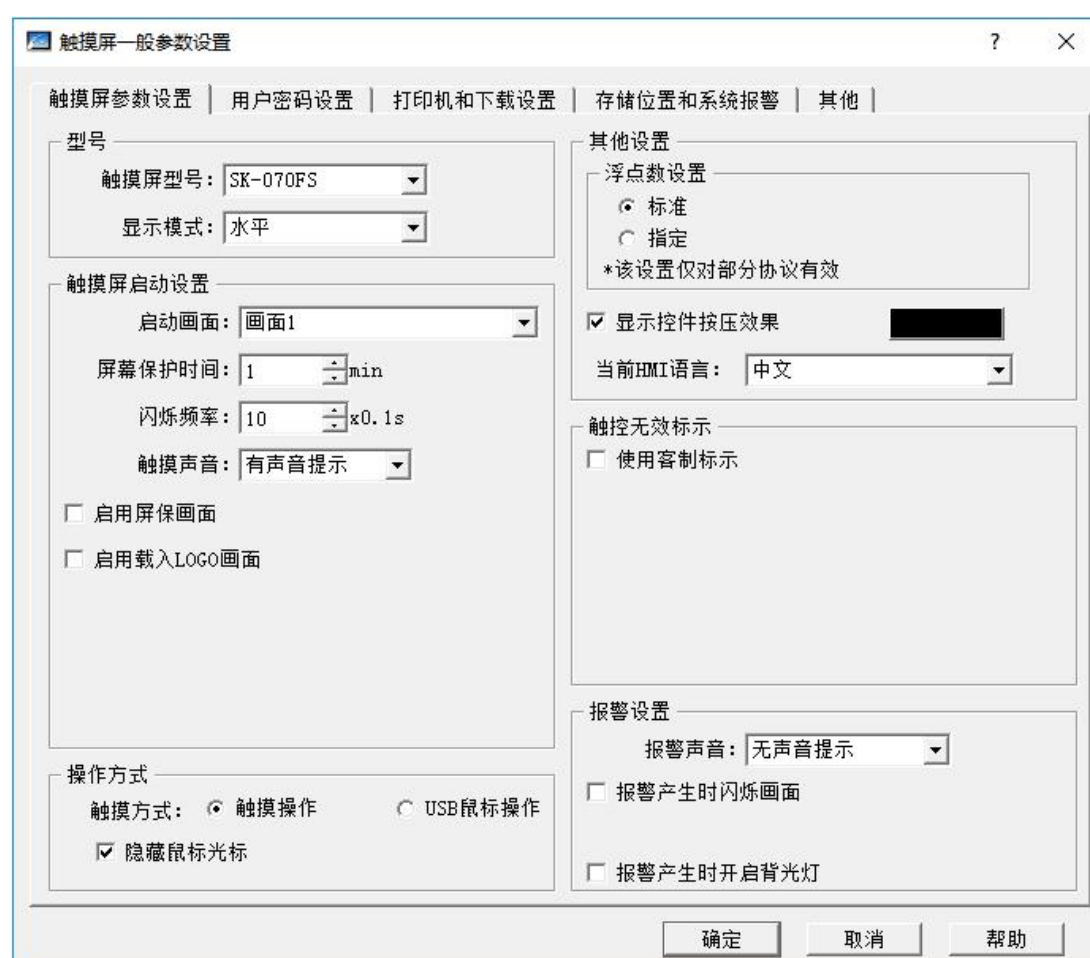 触摸屏一般参数设置
触摸屏参数设置 用户密码设置 打印机和下载设置 存储位置和系统报警 其他
型号
触摸屏型号: SK-070FS
显示模式: 水平
触摸屏启动设置
启动画面: 画面1
屏幕保护时间: 1 min
闪烁频率: 10 x0.1s
触摸声音: 有声音提示
启用屏保画面
启用载入LOGO画面
操作方式
触摸方式: 触摸操作 USB鼠标操作
隐藏鼠标光标
其他设置
浮点数设置
标准
指定
*该设置仅对部分协议有效
显示控件按压效果
当前HMI语言: 中文
触控无效标示
使用客制标示
报警设置
报警声音: 无声音提示
报警产生时闪烁画面
报警产生时开启背光灯
确定 取消 帮助